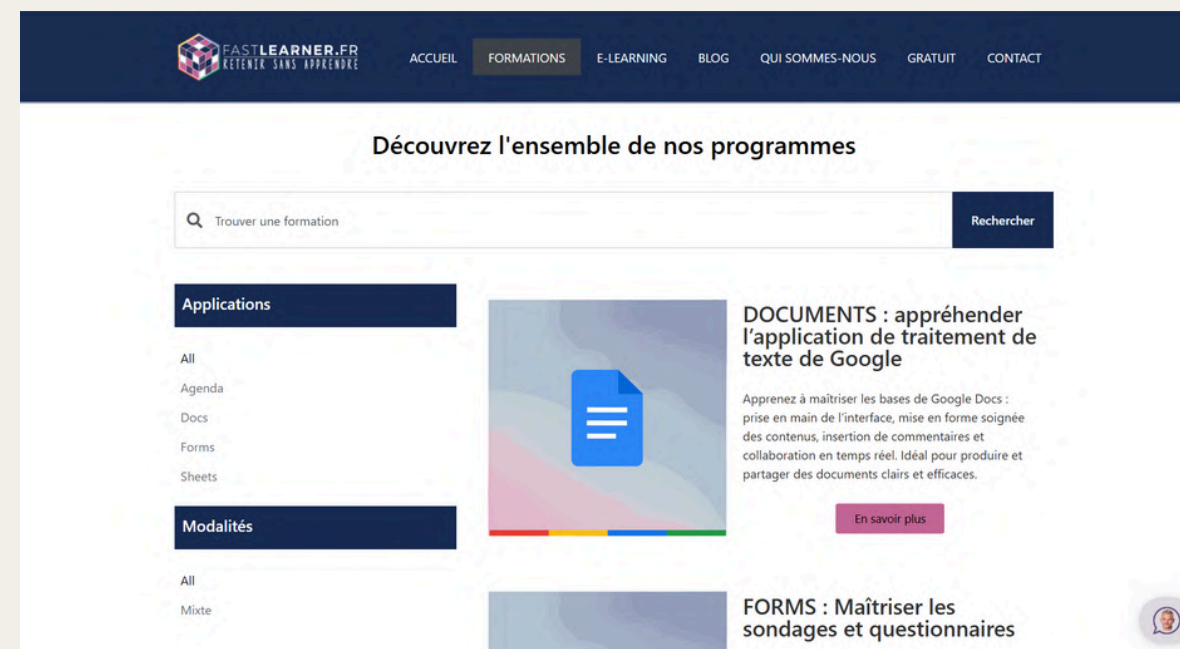 FASTLEARNER.FR
RETENIR SANS APPRENDRE
ACCUEIL
FORMATIONS
E-LEARNING
BLOG
QUI SOMMES-NOUS
GRATUIT
CONTACT
Découvrez l'ensemble de nos programmes
Trouver une formation
Rechercher
Applications
All
Agenda
Docs
Forms
Sheets
Modalités
All
Mixte
DOCUMENTS : appréhender
l’application de traitement de
texte de Google
Apprenez à maîtriser les bases de Google Docs :
prise en main de l’interface, mise en forme soignée
des contenus, insertion de commentaires et
collaboration en temps réel. Idéal pour produire et
partager des documents clairs et efficaces.
En savoir plus
FORMS : Maîtriser les
sondages et questionnaires